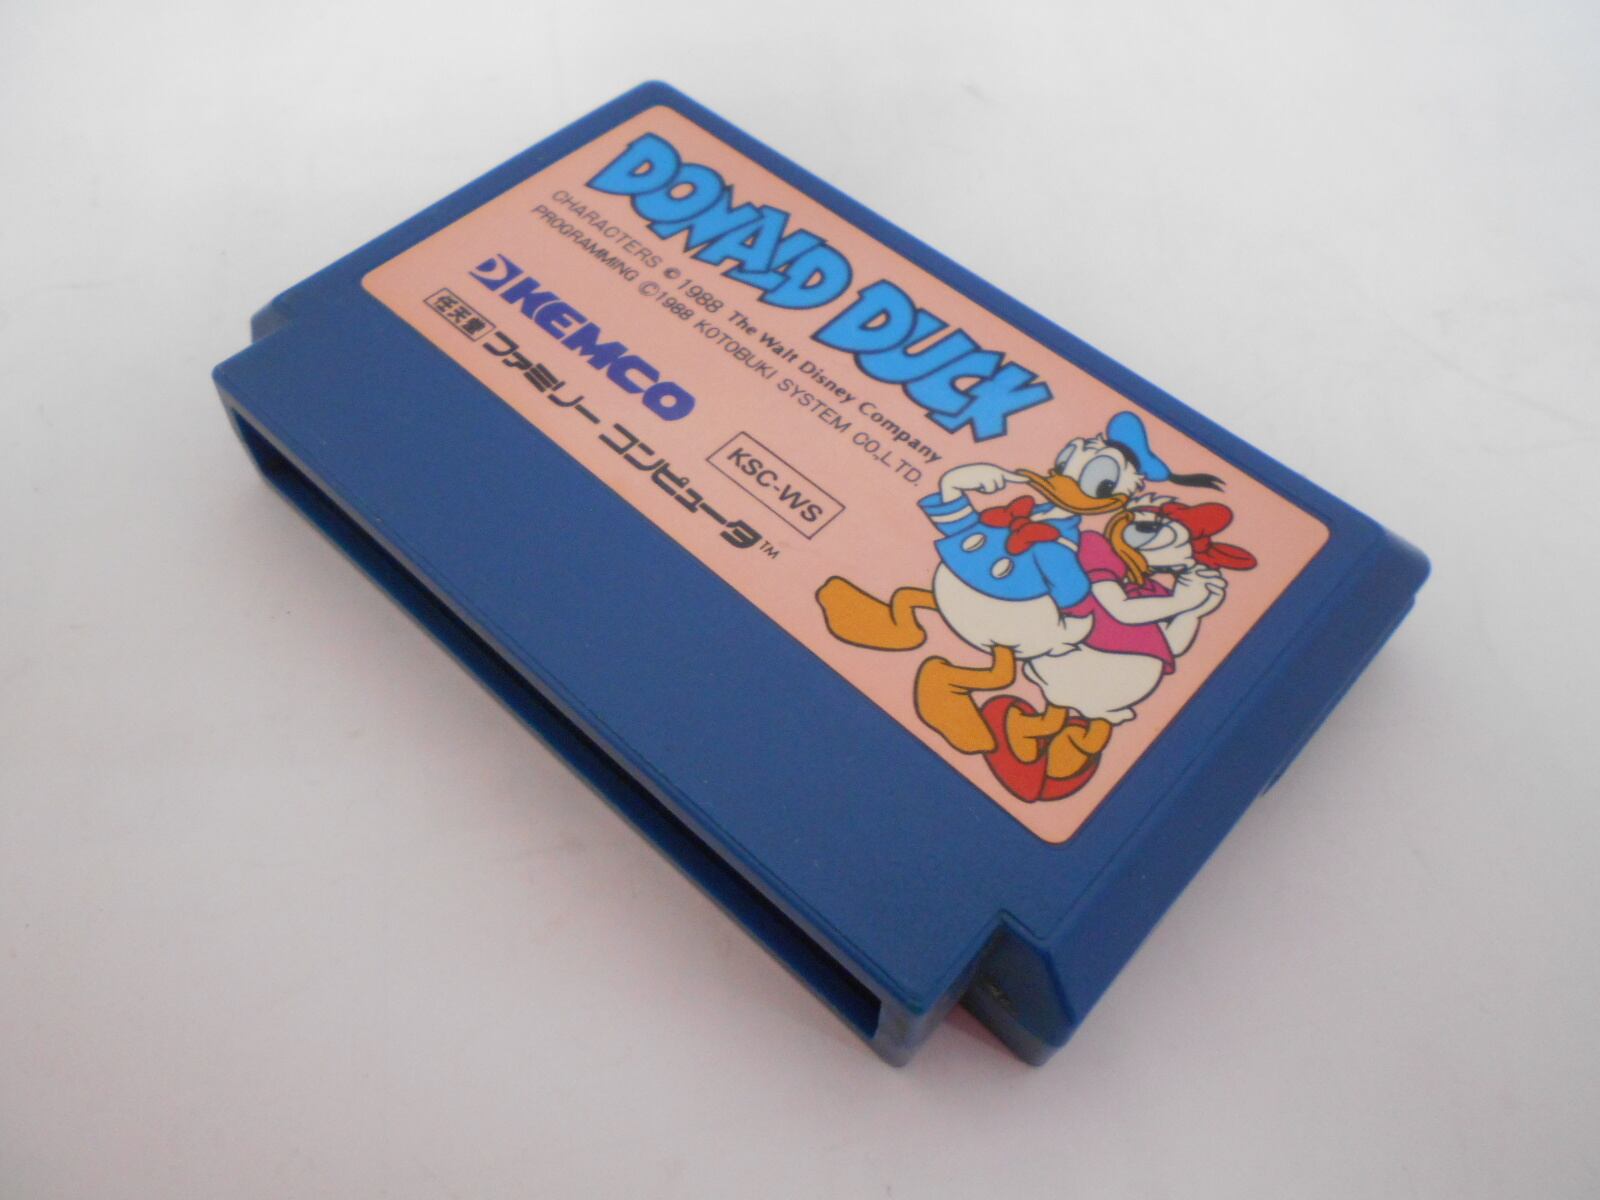 DONALD DUCK
CHARACTERS © 1988 The Walt Disney Company
PROGRAMMING ©1988 KOTOBUKI SYSTEM CO.,LTD.
KEMCO
KSC-WS
任天堂 ファミリーコンピュータ™